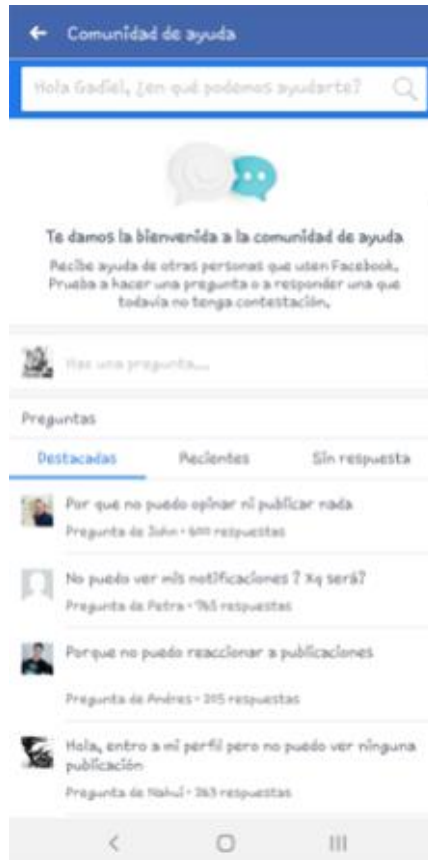 Comunidad de ayuda
Hola Gadiel, ¿en qué podemos ayudarte?
Te damos la bienvenida a la comunidad de ayuda
Recibe ayuda de otras personas que usen Facebook.
Prueba a hacer una pregunta o a responder una que
todavía no tenga contestación.
Haz una pregunta...
Preguntas
Destacadas Recientes Sin respuesta
Por que no puedo opinar ni publicar nada
Pregunta de John • 600 respuestas
No puedo ver mis notificaciones ? Xq será?
Pregunta de Petra • 765 respuestas
Porque no puedo reaccionar a publicaciones
Pregunta de Andres • 205 respuestas
Hola, entro a mi perfil pero no puedo ver ninguna
publicación
Pregunta de Nahuí • 363 respuestas